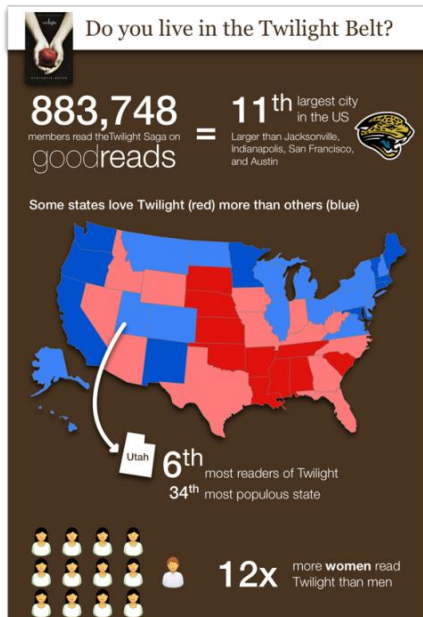 Do you live in the Twilight Belt?
twilight
883,748
members read theTwilight Saga on
goodreads
=
11th largest city
in the US
Larger than Jacksonville,
Indianapolis, San Francisco,
and Austin
Some states love Twilight (red) more than others (blue)
Utah
6th most readers of Twilight
34th most populous state
12x more women read
Twilight than men